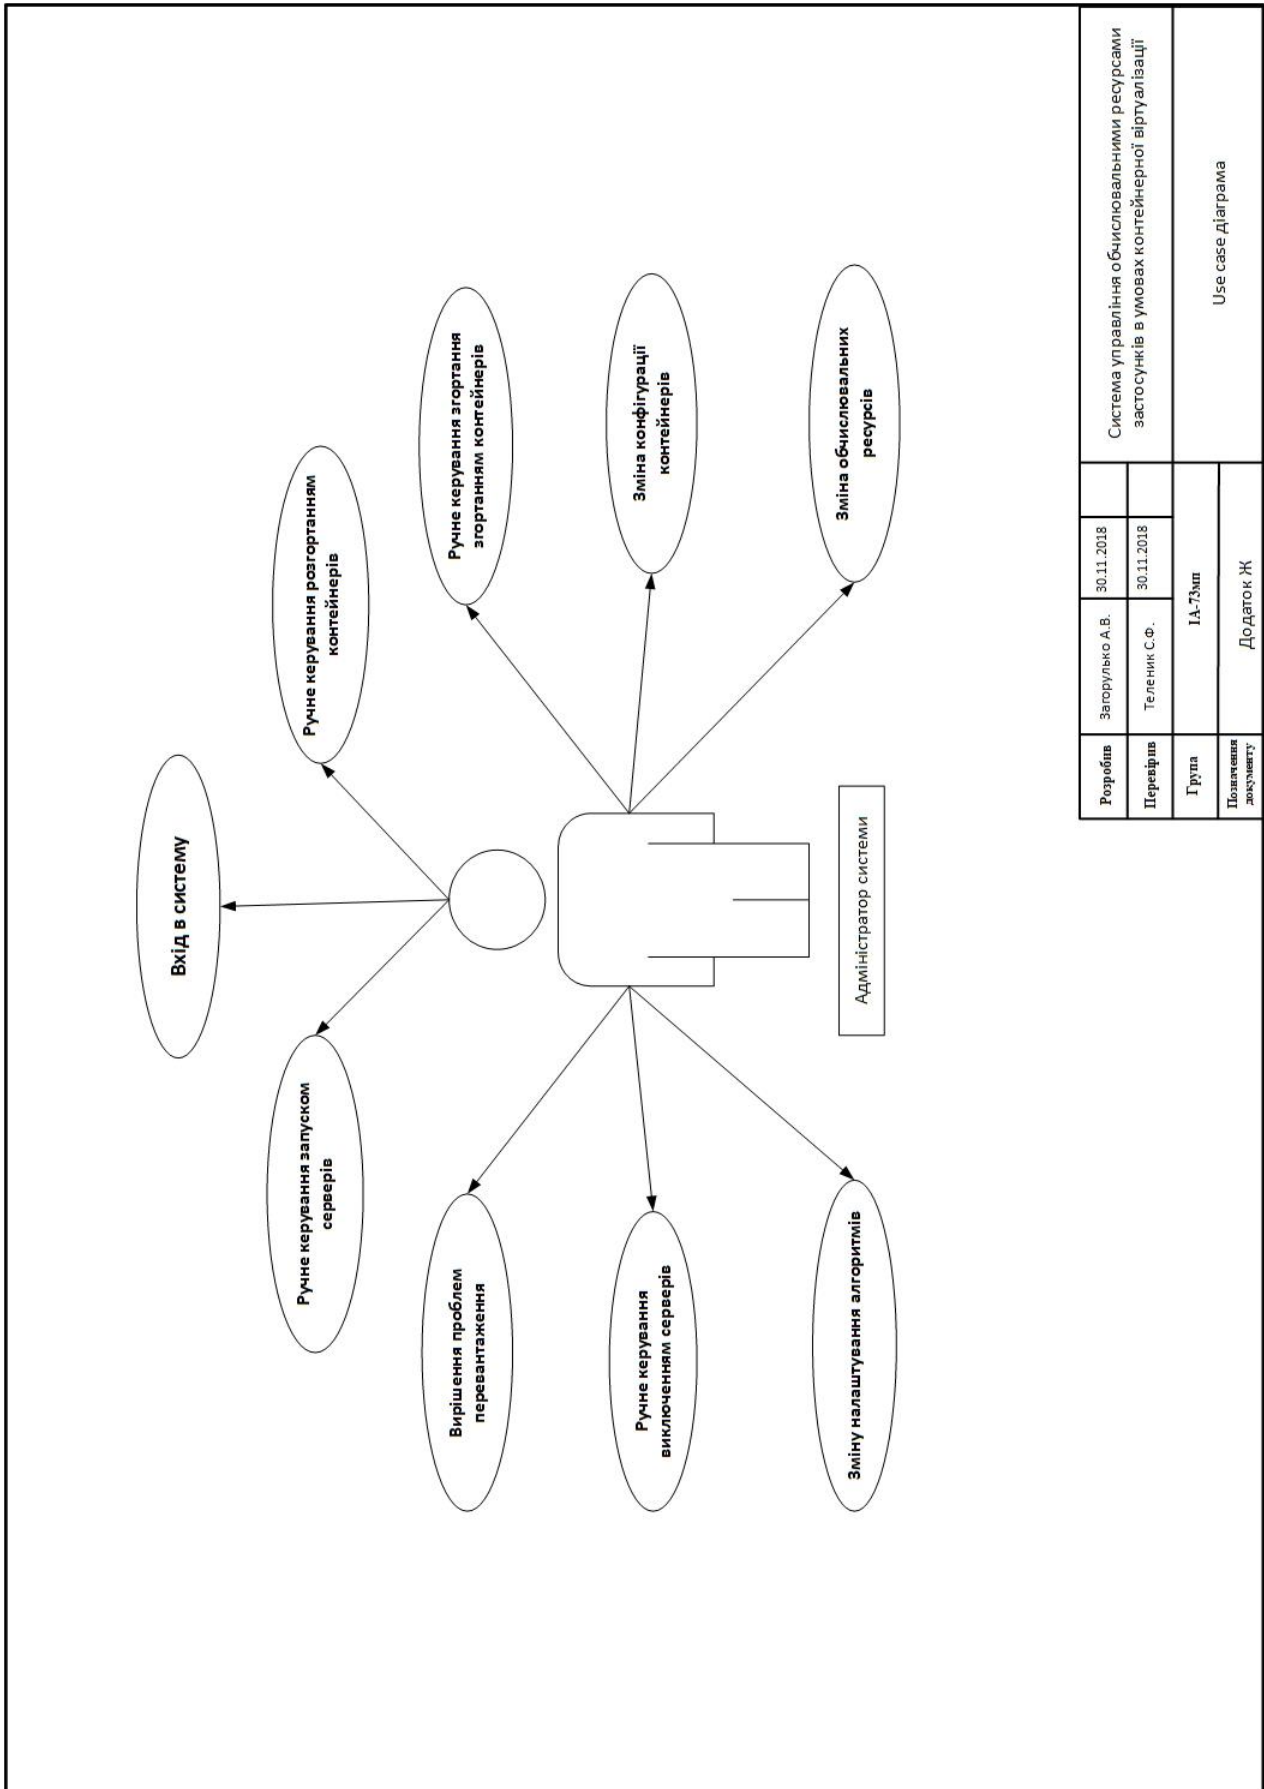 Вхід в систему
Ручне керування запуском
серверів
Ручне керування розгортанням
контейнерів
Вирішення проблем
перевантаження
Ручне керування згортання
згортанням контейнерів
Ручне керування
виключенням серверів
Зміна конфігурації
контейнерів
Зміну налаштування алгоритмів
Зміна обчислювальних
ресурсів
Адміністратор системи
Розробив Загорулько А.В. 30.11.2018
Перевірив Теленик С.Ф. 30.11.2018
Система управління обчислювальними ресурсами
застосунків в умовах контейнерної віртуалізації
Група ІА-73мп
Use case діаграма
Позначення
документу
Додаток Ж